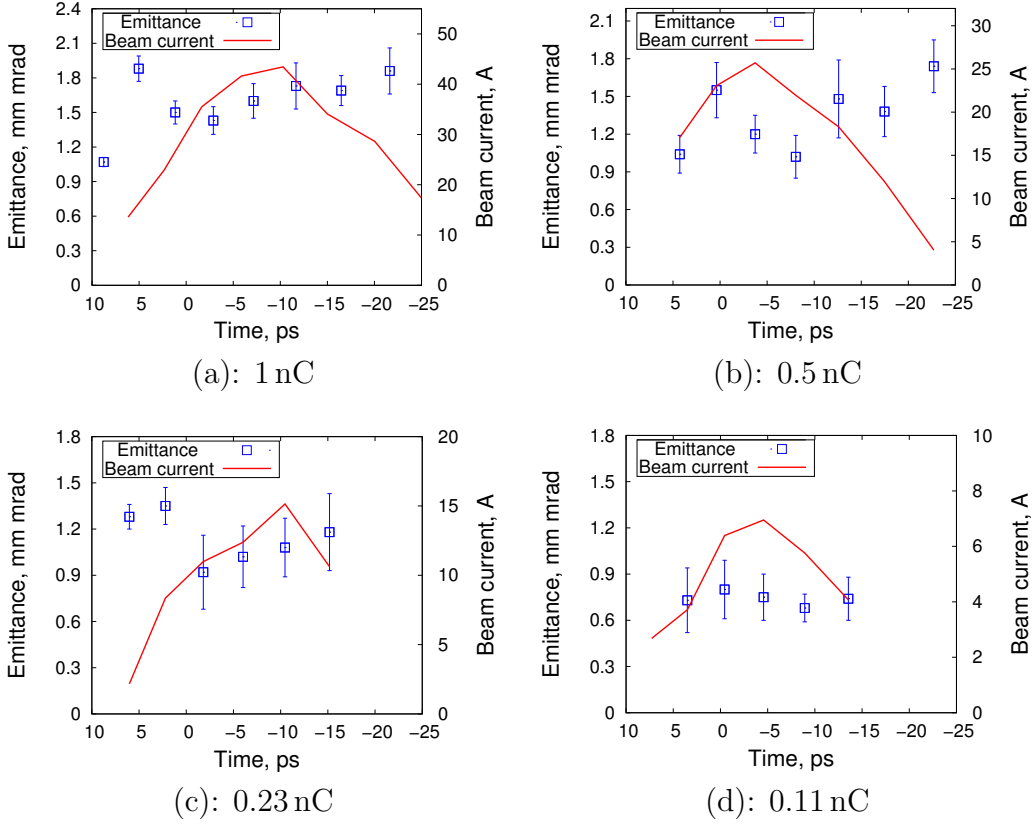 Emittance
Beam current
Emittance, mm mrad
2.4
2.1
1.8
1.5
1.2
0.9
0.6
0.3
0
50
40
30
20
10
0
Beam current, A
10 5 0 −5 −10 −15 −20 −25
Time, ps
(a): 1 nC
Emittance
Beam current
Emittance, mm mrad
2.1
1.8
1.5
1.2
0.9
0.6
0.3
0
30
25
20
15
10
5
0
Beam current, A
10 5 0 −5 −10 −15 −20 −25
Time, ps
(b): 0.5 nC
Emittance
Beam current
Emittance, mm mrad
1.8
1.5
1.2
0.9
0.6
0.3
0
20
15
10
5
0
Beam current, A
10 5 0 −5 −10 −15 −20 −25
Time, ps
(c): 0.23 nC
Emittance
Beam current
Emittance, mm mrad
1.8
1.5
1.2
0.9
0.6
0.3
0
10
8
6
4
2
0
Beam current, A
10 5 0 −5 −10 −15 −20 −25
Time, ps
(d): 0.11 nC